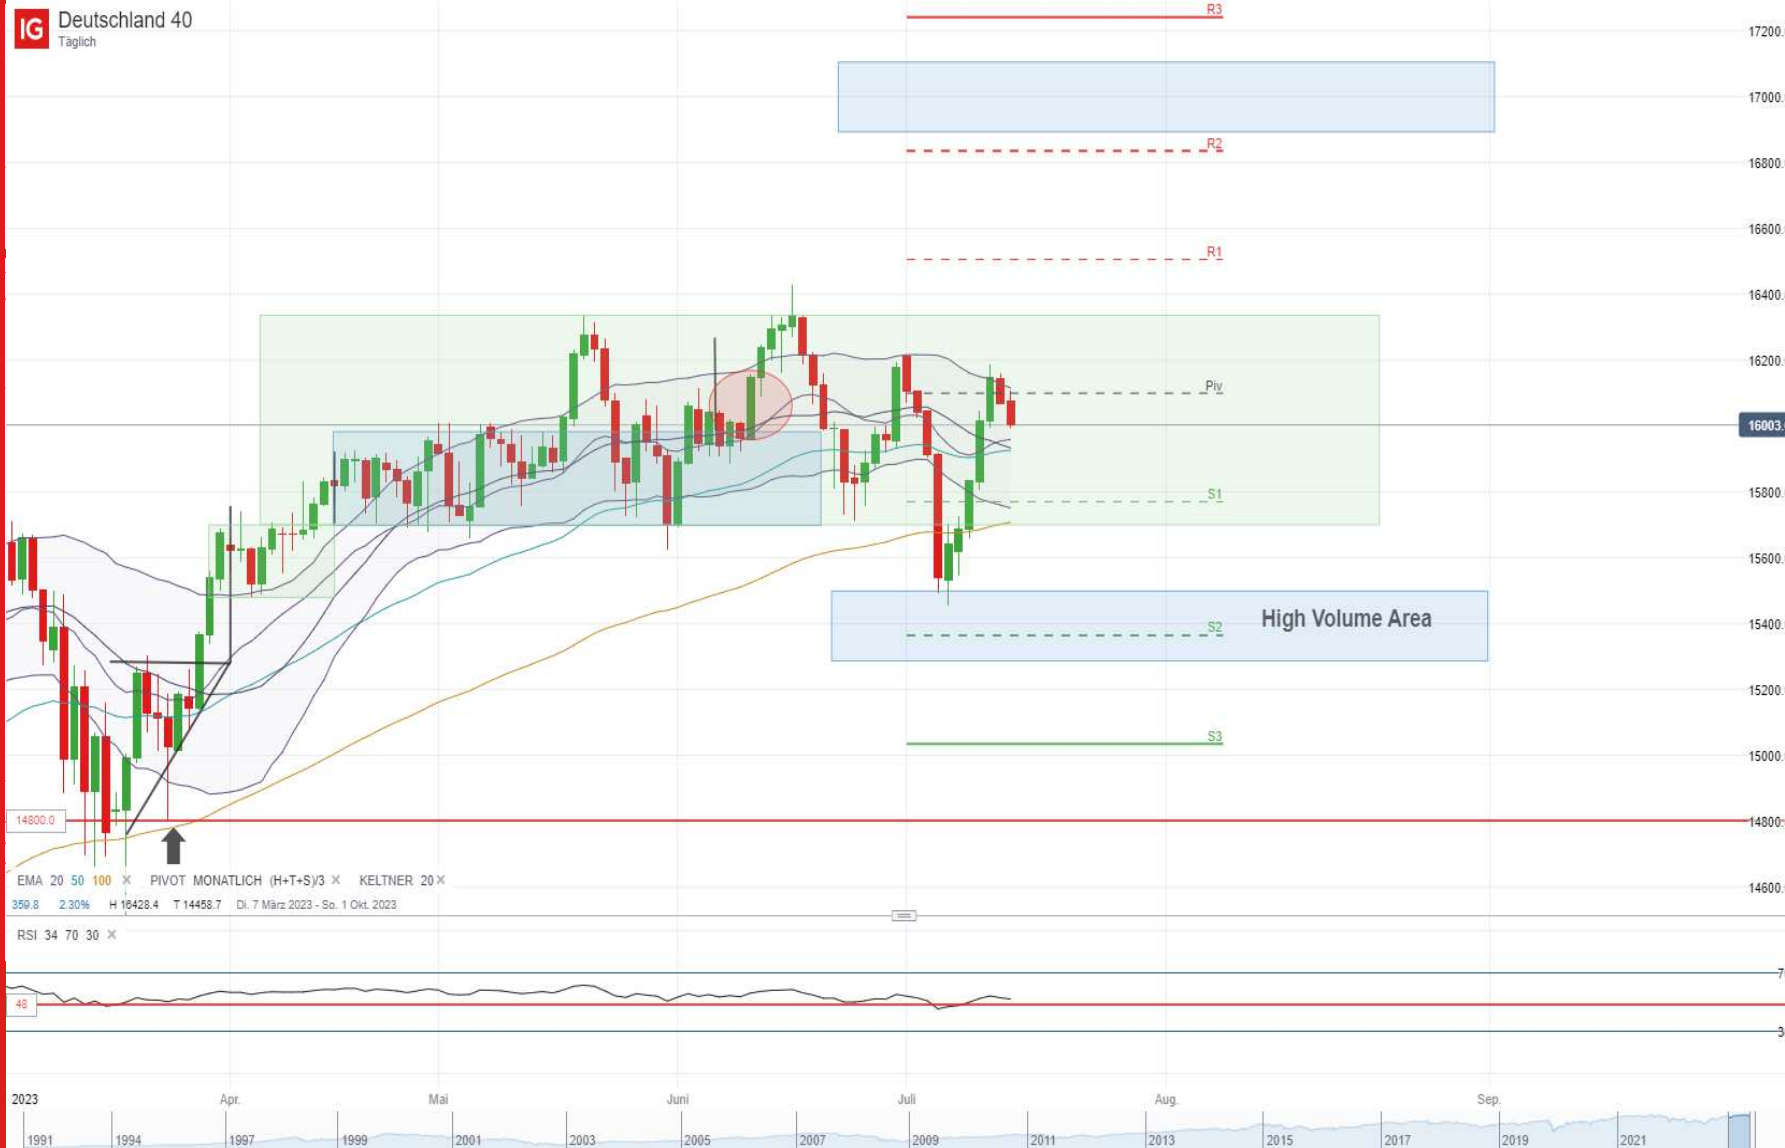 IG
Deutschland 40
Täglich
R3
17200.
17000.
R2
16800.
16600.
R1
16400.
16200.
Piv
16003.
S1
15800.
15600.
High Volume Area
S2
15400.
15200.
S3
15000.
14800.0
14800.
14600.
EMA 20 50 100 × PIVOT MONATLICH (H+T+S)/3 × KELTNER 20 ×
359.8 2.30% H 16428.4 T 14458.7 Di. 7 März 2023 - So. 1 Okt. 2023
RSI 34 70 30 ×
7
48
3
2023 Apr. Mai Juni Juli Aug. Sep.
1991 1994 1997 1999 2001 2003 2005 2007 2009 2011 2013 2015 2017 2019 2021